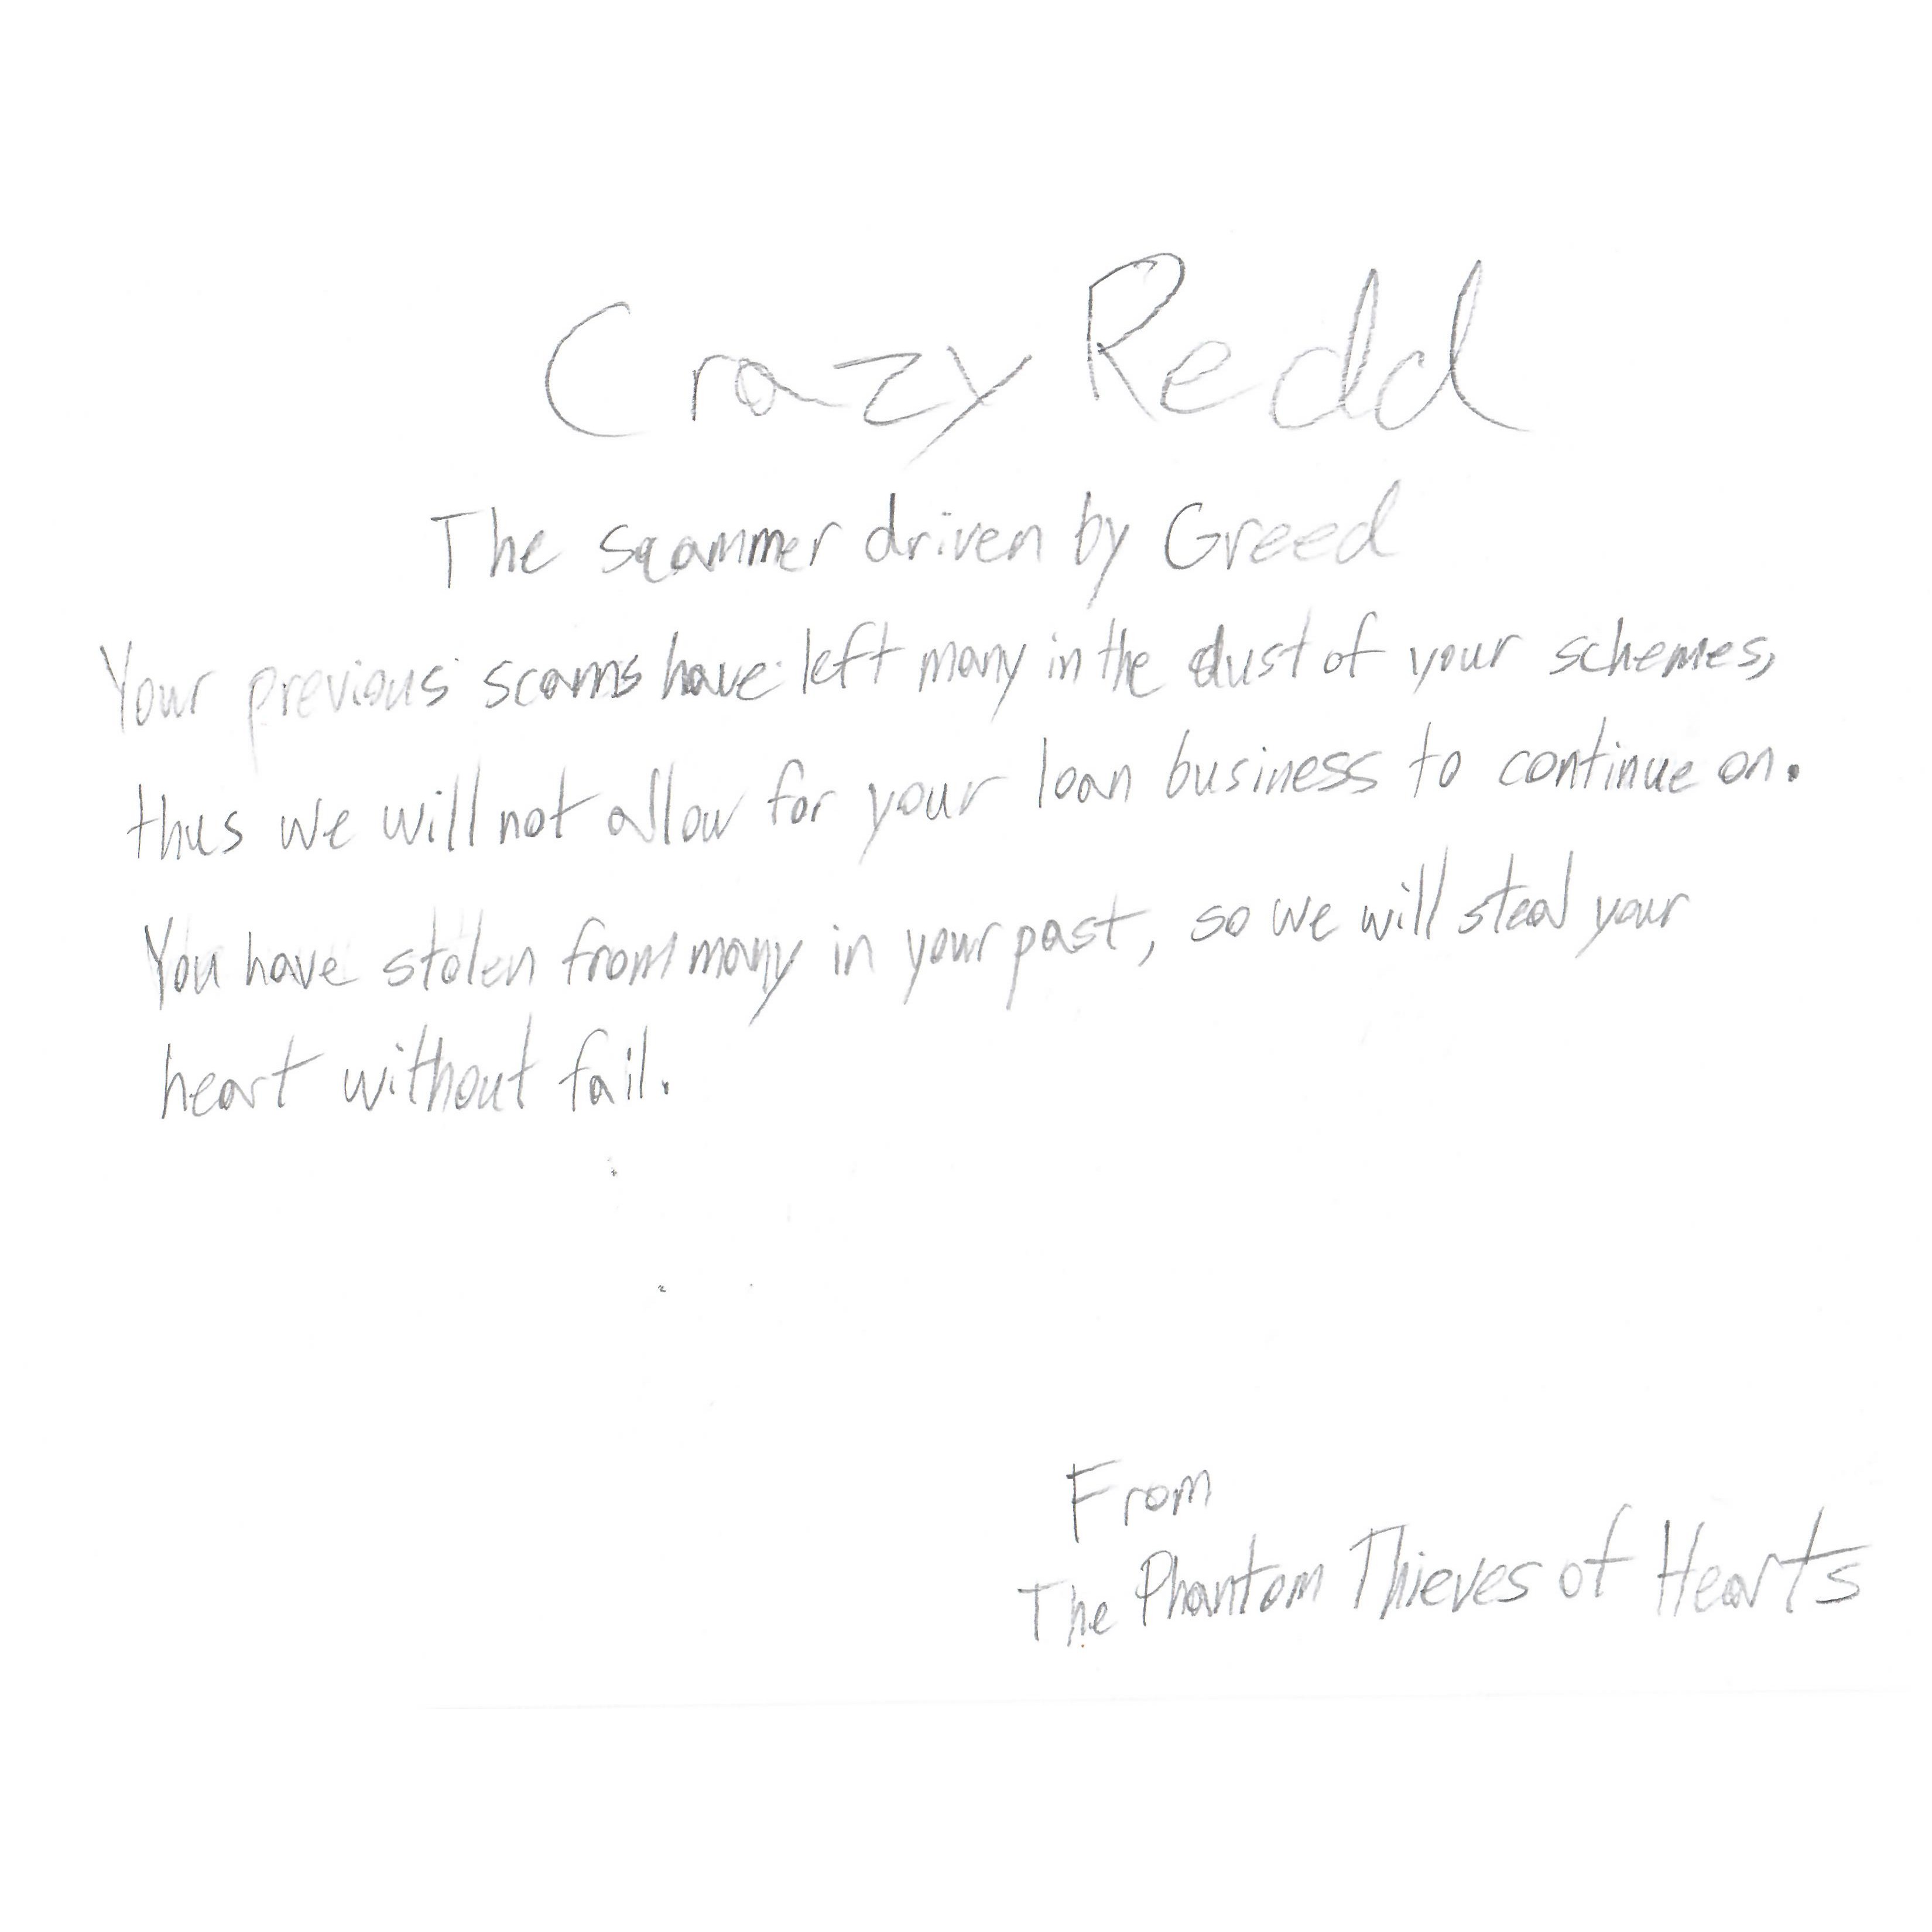 Crazy Redd
The scammer driven by Greed
Your previous scams have left many in the dust of your schemes,
thus we will not allow for your loan business to continue on.
You have stolen from many in your past, so we will steal your
heart without fail.
From
The Phantom Thieves of Hearts